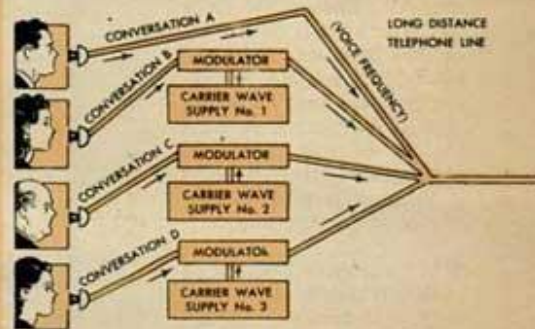 CONVERSATION A
(VOICE FREQUENCY)
LONG DISTANCE
TELEPHONE LINE
CONVERSATION B
MODULATOR
CARRIER WAVE
SUPPLY No. 1
CONVERSATION C
MODULATOR
CARRIER WAVE
SUPPLY No. 2
CONVERSATION D
MODULATOR
CARRIER WAVE
SUPPLY No. 3